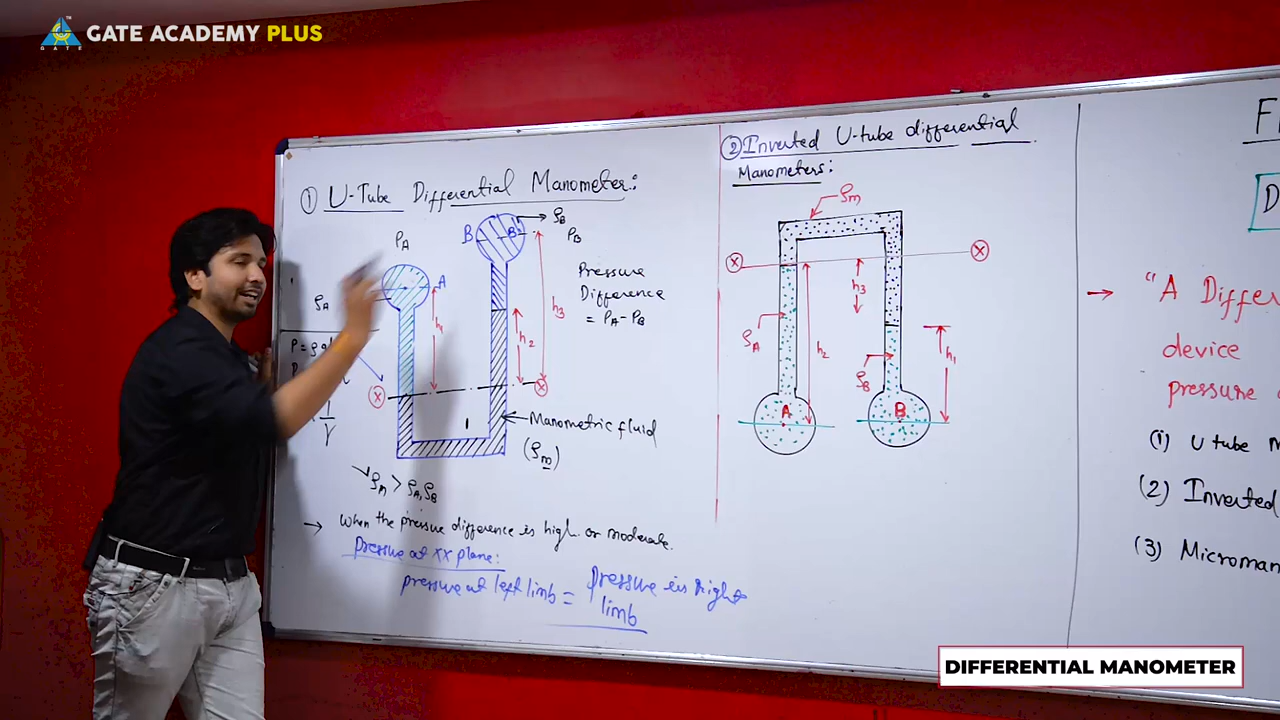 GATE ACADEMY PLUS
GATE
① U-Tube Differential Manometer:
PA
B
B
ρB
PB
A
ρA
h₁
h₂
h₃
Pressure
Difference
= PA - PB
X
X
1
γ
Manometric fluid
(ρm)
ρm > ρA, ρB
→ When the pressure difference is high or moderate.
Pressure at XX plane:
pressure at left limb = pressure in right
limb
② Inverted U-tube differential
Manometers:
ρm
X
X
h₃
ρA
h₂
ρB
h₁
A
B
F
D
→ "A Differ
device
pressure
(i) U tube
(2) Inverted
(3) Microman
DIFFERENTIAL MANOMETER